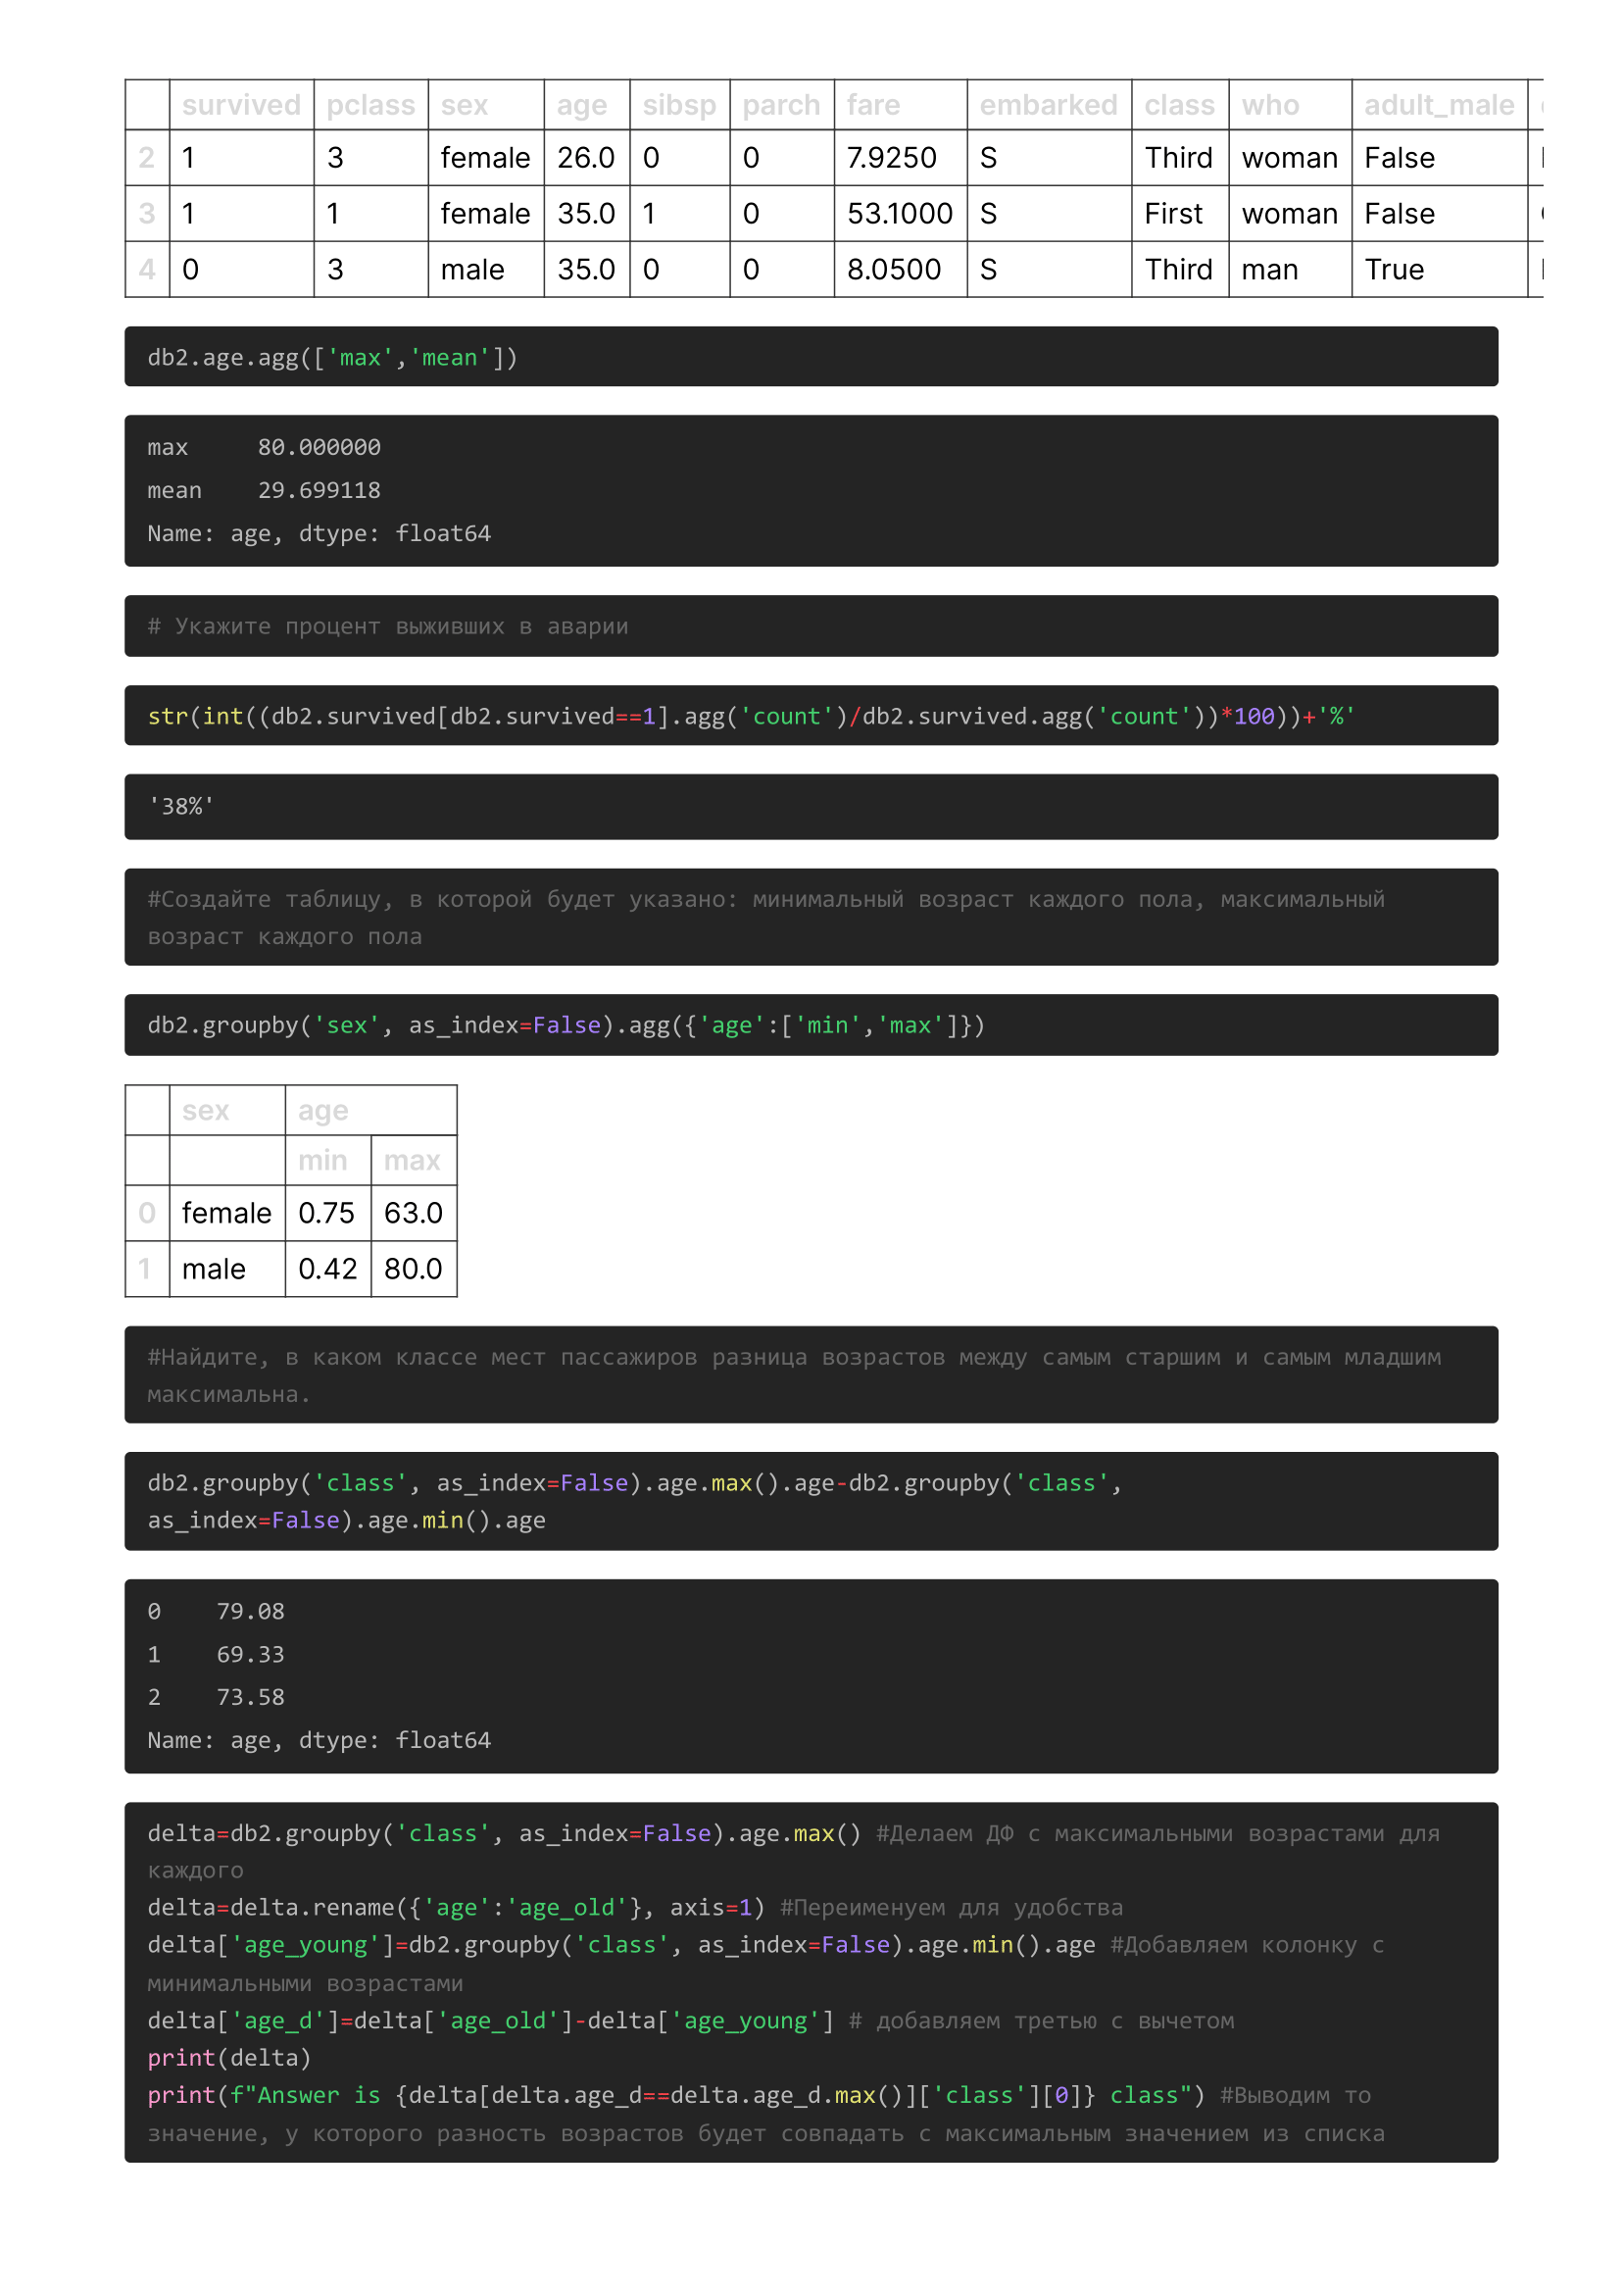 survived pclass sex age sibsp parch fare embarked class who adult_male
2 1 3 female 26.0 0 0 7.9250 S Third woman False
3 1 1 female 35.0 1 0 53.1000 S First woman False
4 0 3 male 35.0 0 0 8.0500 S Third man True
db2.age.agg(['max','mean'])
max     80.000000
mean    29.699118
Name: age, dtype: float64
# Укажите процент выживших в аварии
str(int((db2.survived[db2.survived==1].agg('count')/db2.survived.agg('count'))*100))+'%'
'38%'
#Создайте таблицу, в которой будет указано: минимальный возраст каждого пола, максимальный
возраст каждого пола
db2.groupby('sex', as_index=False).agg({'age':['min','max']})
sex age
min max
0 female 0.75 63.0
1 male 0.42 80.0
#Найдите, в каком классе мест пассажиров разница возрастов между самым старшим и самым младшим
максимальна.
db2.groupby('class', as_index=False).age.max().age-db2.groupby('class',
as_index=False).age.min().age
0    79.08
1    69.33
2    73.58
Name: age, dtype: float64
delta=db2.groupby('class', as_index=False).age.max() #Делаем ДФ с максимальными возрастами для
каждого
delta=delta.rename({'age':'age_old'}, axis=1) #Переименуем для удобства
delta['age_young']=db2.groupby('class', as_index=False).age.min().age #Добавляем колонку с
минимальными возрастами
delta['age_d']=delta['age_old']-delta['age_young'] # добавляем третью с вычетом
print(delta)
print(f"Answer is {delta[delta.age_d==delta.age_d.max()]['class'][0]} class") #Выводим то
значение, у которого разность возрастов будет совпадать с максимальным значением из списка